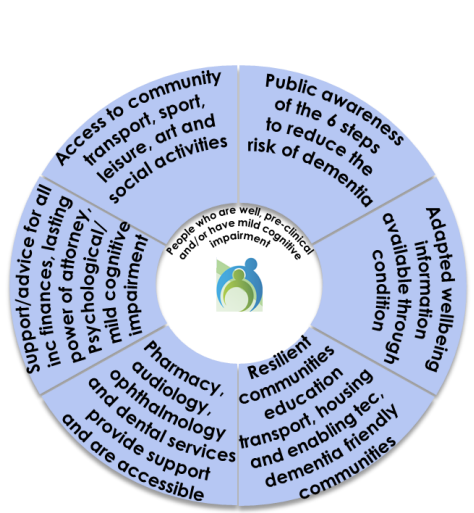 Public awareness
of the 6 steps
to reduce the
risk of dementia
Adapted wellbeing
information
available through
condition
Resilient
communities
education
transport, housing
and enabling tec,
dementia friendly
communities
Pharmacy,
audiology,
ophthalmology
and dental services
provide support
and are accessible
Support/advice for all
inc finances, lasting
power of attorney,
Psychological/
mild cognitive
impairment
Access to community
transport, sport,
leisure, art and
social activities
People who are well, pre-clinical
and/or have mild cognitive
impairment